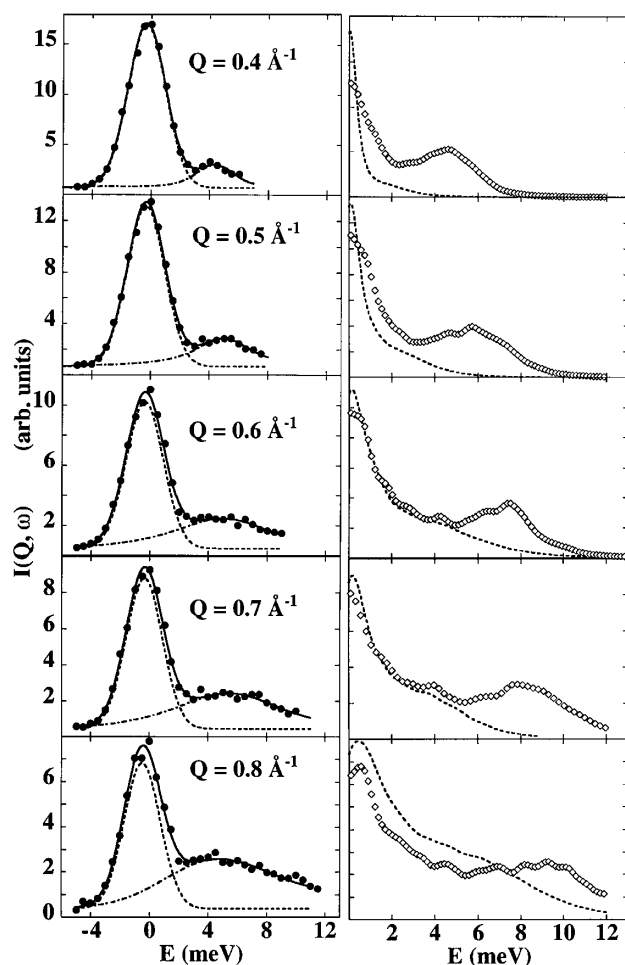 17
15
10
5
Q = 0.4 Å⁻¹
12
8
4
Q = 0.5 Å⁻¹
10
6
2
Q = 0.6 Å⁻¹
8
6
4
2
Q = 0.7 Å⁻¹
6
4
2
0
Q = 0.8 Å⁻¹
I(Q, ω) (arb. units)
-4 0 4 8 12
E (meV)
2 4 6 8 10 12
E (meV)